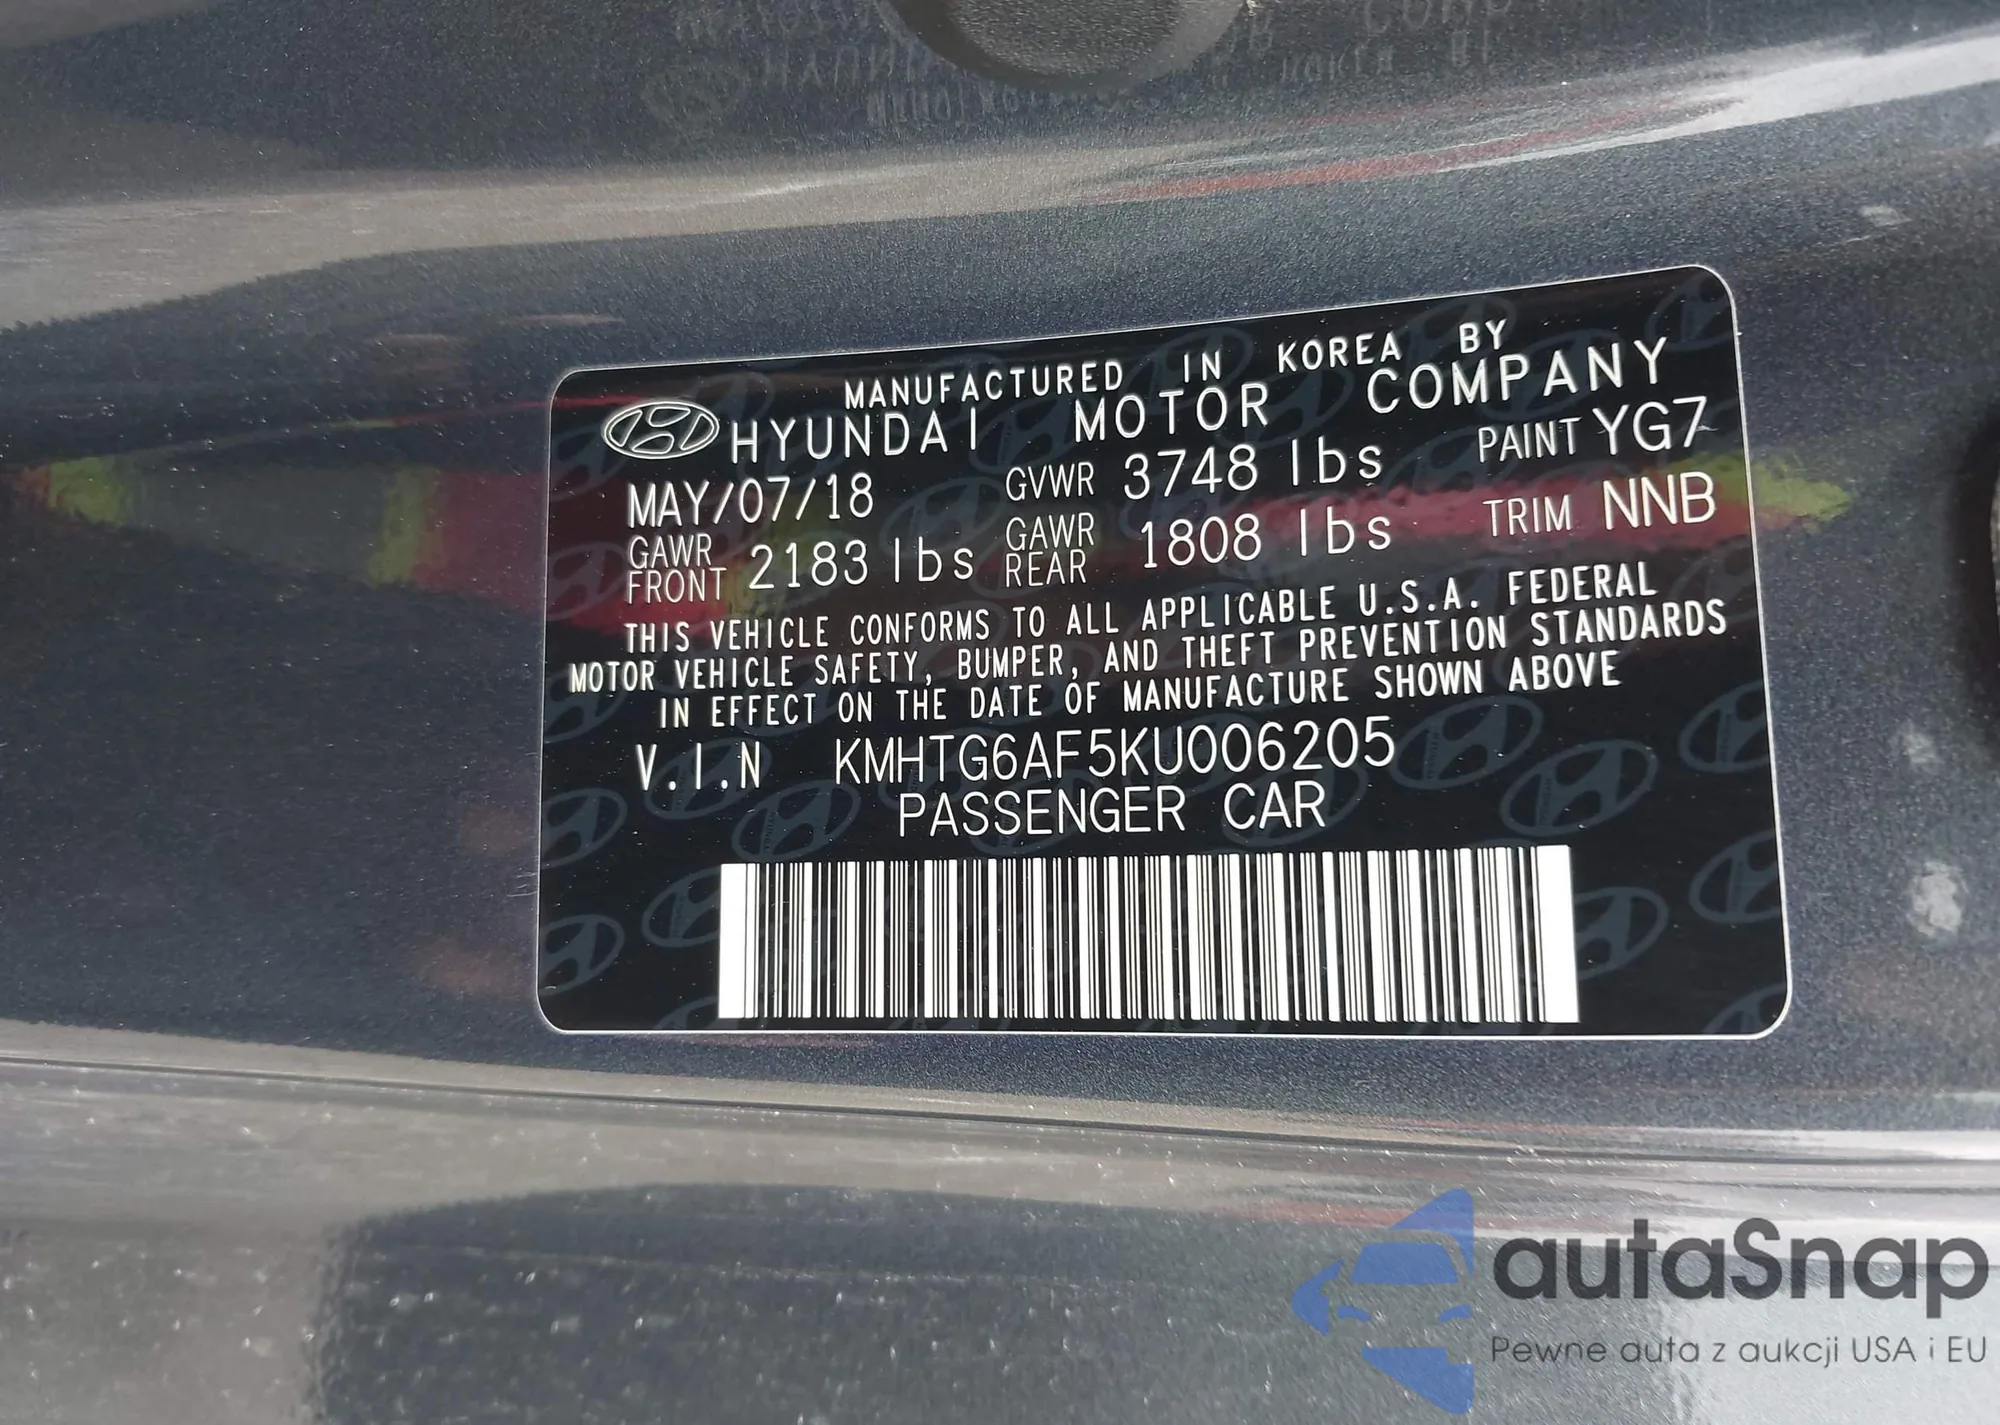 MANUFACTURED IN KOREA BY
HYUNDAI MOTOR COMPANY
MAY/07/18 GVWR 3748 lbs PAINT YG7
GAWR FRONT 2183 lbs GAWR REAR 1808 lbs TRIM NNB
THIS VEHICLE CONFORMS TO ALL APPLICABLE U.S.A. FEDERAL
MOTOR VEHICLE SAFETY, BUMPER, AND THEFT PREVENTION STANDARDS
IN EFFECT ON THE DATE OF MANUFACTURE SHOWN ABOVE
V.I.N KMHTG6AF5KU006205
PASSENGER CAR
autaSnap
Pewne auta z aukcji USA i EU